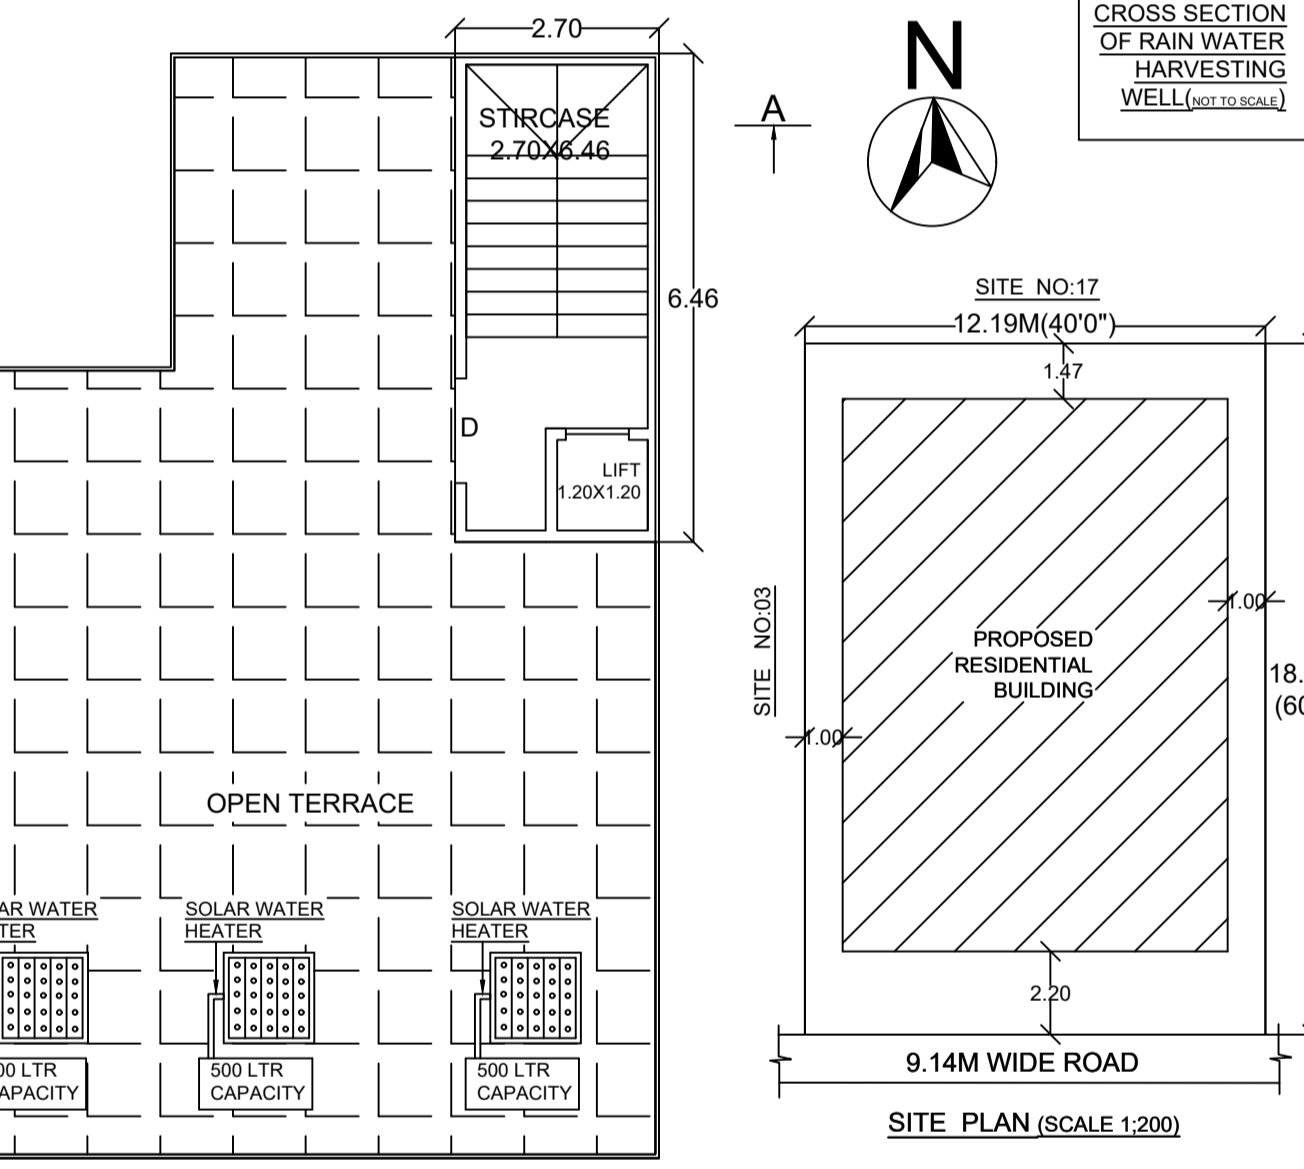 2.70
STIRCASE
2.70X6.46
6.46
D
LIFT
1.20X1.20
OPEN TERRACE
SOLAR WATER
HEATER
500 LTR
CAPACITY
SOLAR WATER
HEATER
500 LTR
CAPACITY
WATER
A
N
CROSS SECTION
OF RAIN WATER
HARVESTING
WELL(NOT TO SCALE)
SITE NO:17
12.19M(40'0")
1.47
SITE NO:03
PROPOSED
RESIDENTIAL
BUILDING
1.00
1.00
18.
(60
2.20
9.14M WIDE ROAD
SITE PLAN (SCALE 1;200)